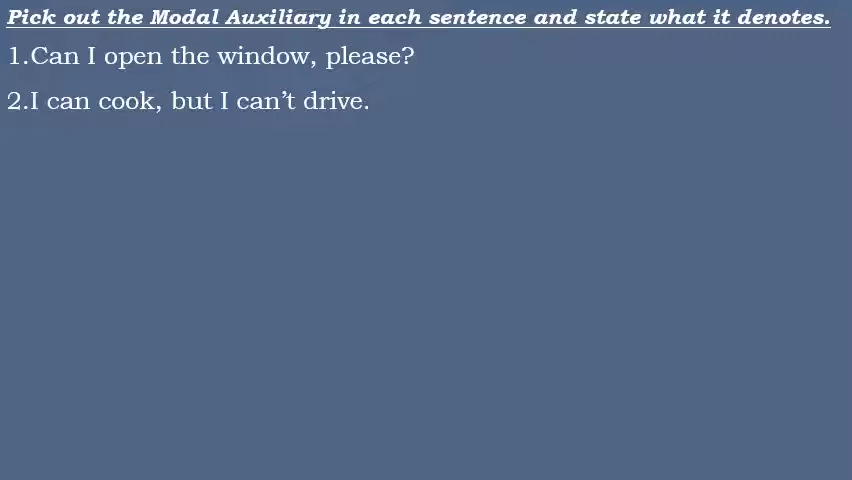 Pick out the Modal Auxiliary in each sentence and state what it denotes.
1.Can I open the window, please?
2.I can cook, but I can’t drive.